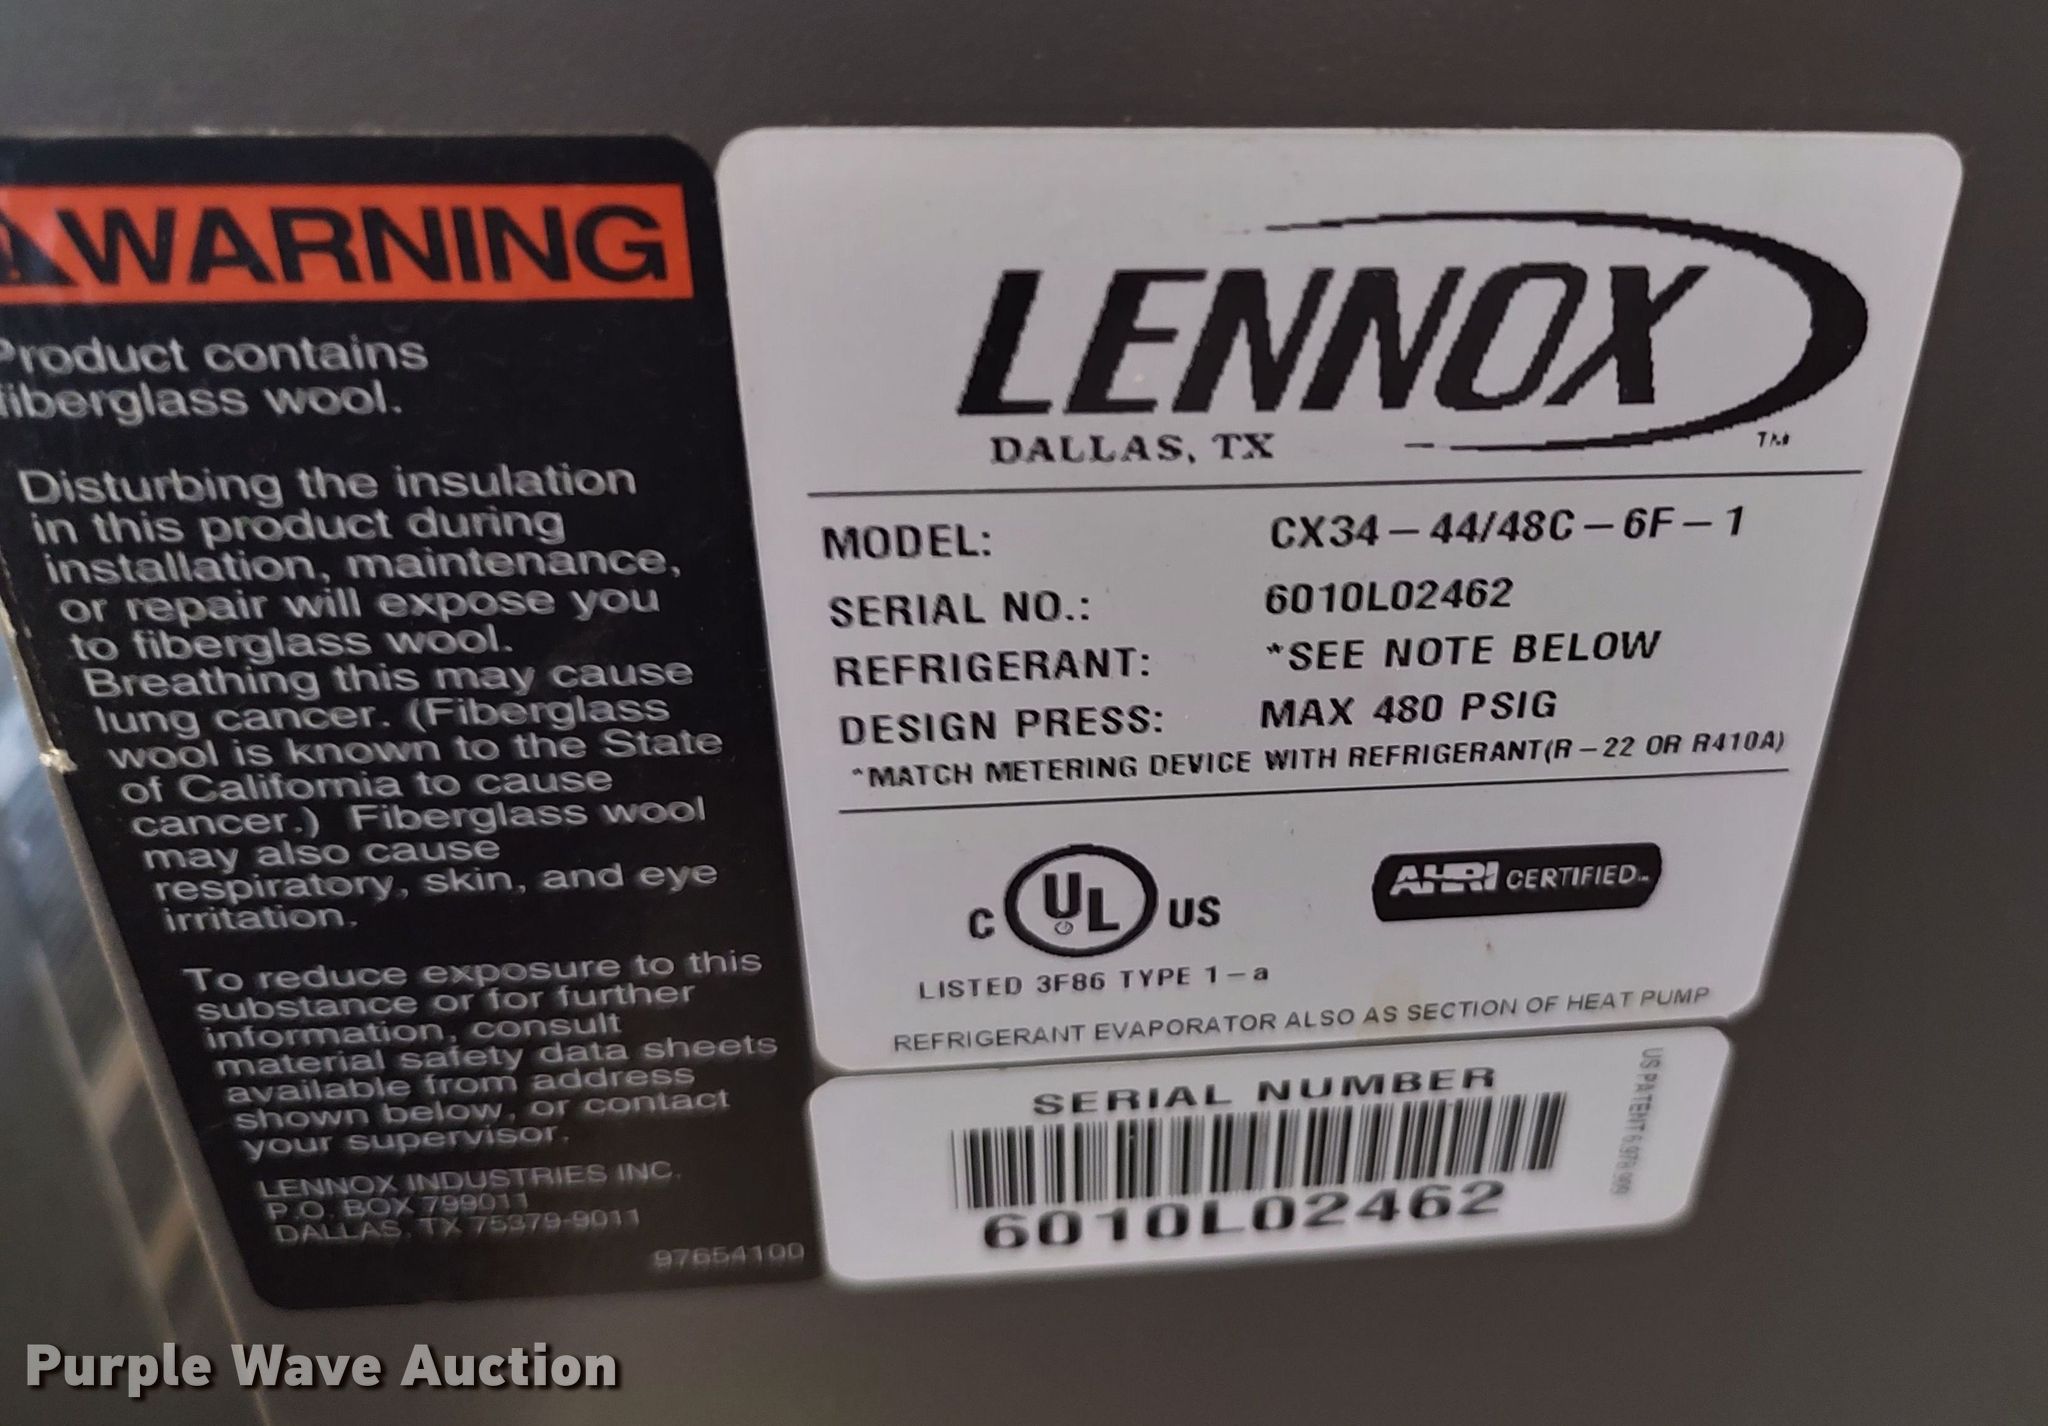 WARNING
Product contains
fiberglass wool.
Disturbing the insulation
in this product during
installation, maintenance,
or repair will expose you
to fiberglass wool.
Breathing this may cause
lung cancer. (Fiberglass
wool is known to the State
of California to cause
cancer.) Fiberglass wool
may also cause
respiratory, skin, and eye
irritation.
To reduce exposure to this
substance or for further
information, consult
material safety data sheets
available from address
shown below, or contact
your supervisor.
LENNOX INDUSTRIES INC.
P.O. BOX 799011
DALLAS, TX 75379-9011
97654100
LENNOX
DALLAS, TX TM
MODEL: CX34-44/48C-6F-1
SERIAL NO.: 6010L02462
REFRIGERANT: *SEE NOTE BELOW
DESIGN PRESS: MAX 480 PSIG
*MATCH METERING DEVICE WITH REFRIGERANT(R-22 OR R410A)
C UL US
AHRI CERTIFIED
LISTED 3F86 TYPE 1-a
REFRIGERANT EVAPORATOR ALSO AS SECTION OF HEAT PUMP
SERIAL NUMBER
6010L02462
US PATENT
Purple Wave Auction